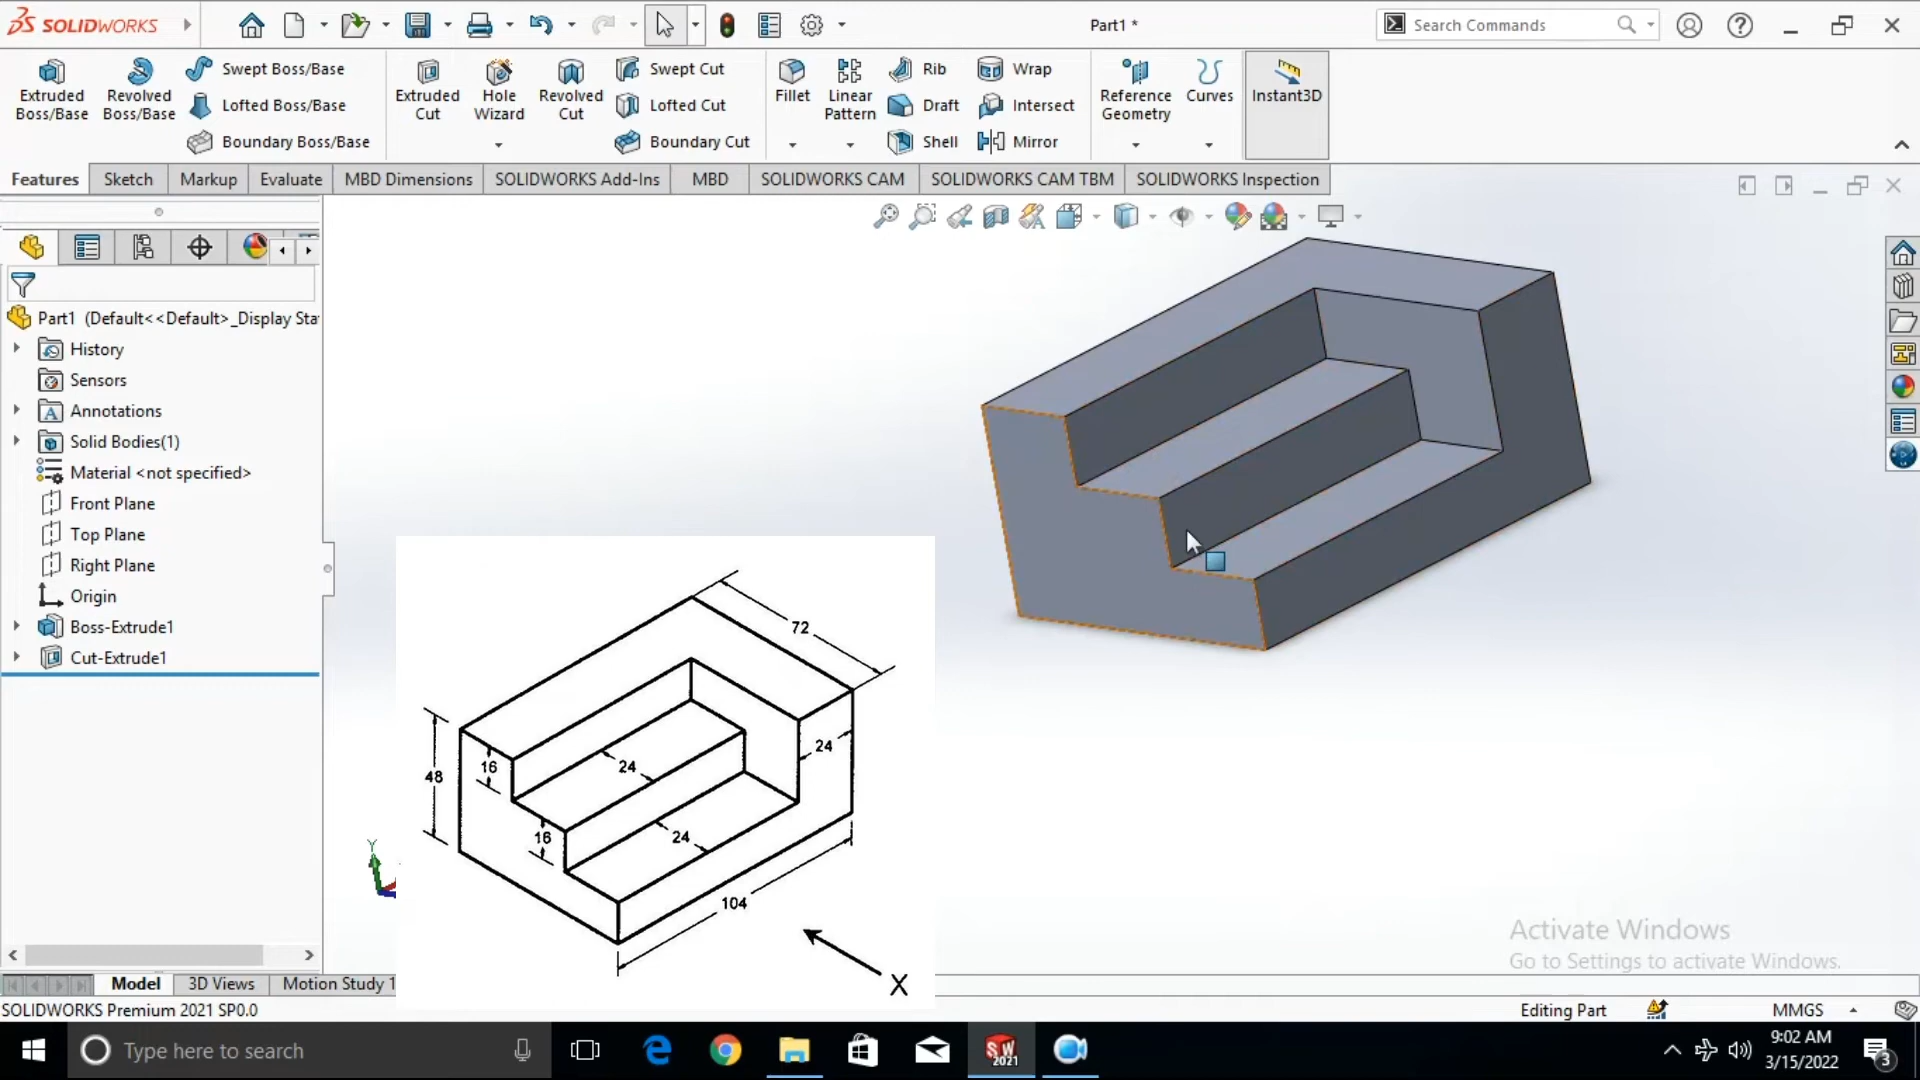 SOLIDWORKS
Part1 *
Search Commands
Extruded Boss/Base
Revolved Boss/Base
Swept Boss/Base
Lofted Boss/Base
Boundary Boss/Base
Extruded Cut
Hole Wizard
Revolved Cut
Swept Cut
Lofted Cut
Boundary Cut
Fillet
Linear Pattern
Rib
Draft
Shell
Wrap
Intersect
Mirror
Reference Geometry
Curves
Instant3D
Features
Sketch
Markup
Evaluate
MBD Dimensions
SOLIDWORKS Add-Ins
MBD
SOLIDWORKS CAM
SOLIDWORKS CAM TBM
SOLIDWORKS Inspection
Part1 (Default<<Default>_Display Sta
History
Sensors
Annotations
Solid Bodies(1)
Material <not specified>
Front Plane
Top Plane
Right Plane
Origin
Boss-Extrude1
Cut-Extrude1
72
24
48
16
24
16
24
104
X
Y
Activate Windows
Go to Settings to activate Windows.
Model
3D Views
Motion Study 1
SOLIDWORKS Premium 2021 SP0.0
Editing Part
MMGS
Type here to search
SW
2021
9:02 AM
3/15/2022
3